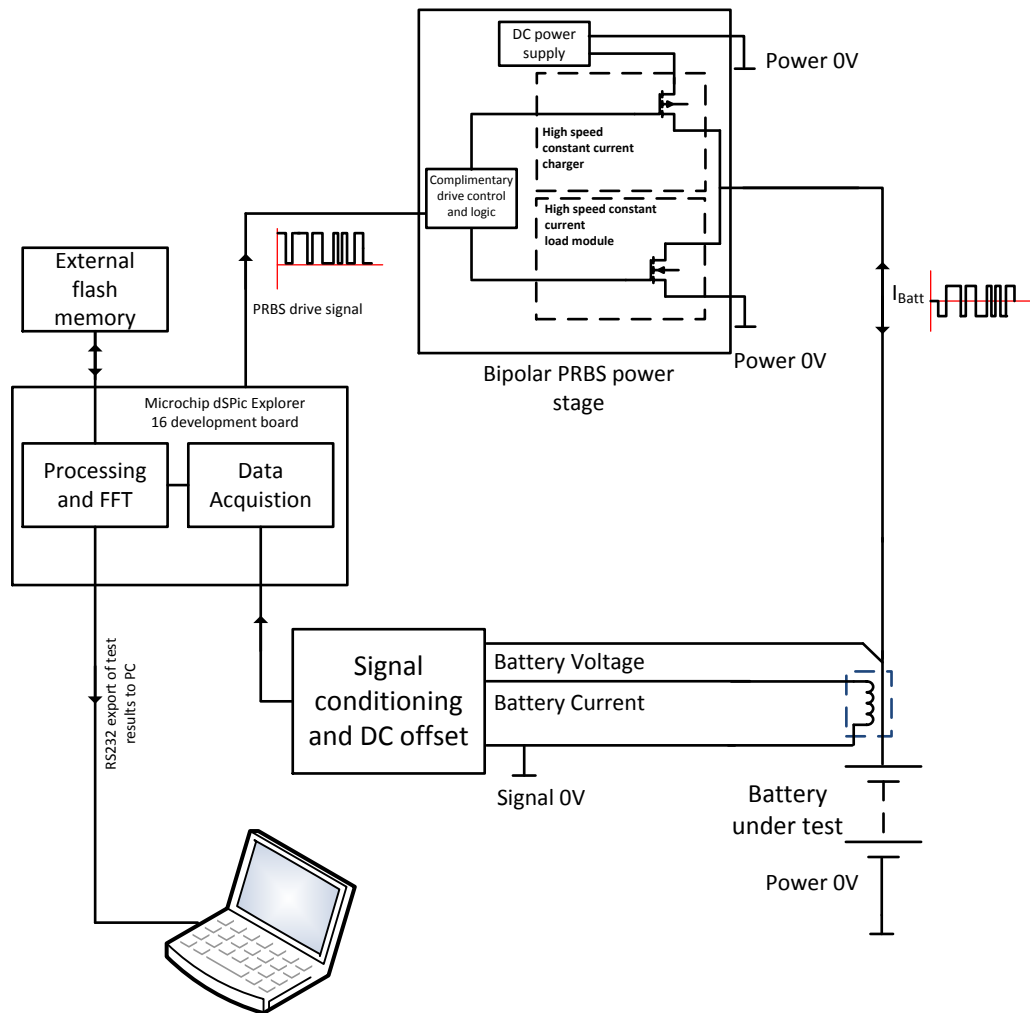 DC power
supply
Power 0V
High speed
constant current
charger
Complimentary
drive control
and logic
High speed constant
current
load module
External
flash
memory
PRBS drive signal
I_Batt
Power 0V
Bipolar PRBS power
stage
Microchip dSPic Explorer
16 development board
Processing
and FFT
Data
Acquistion
RS232 export of test
results to PC
Signal
conditioning
and DC offset
Battery Voltage
Battery Current
Signal 0V
Battery
under test
Power 0V